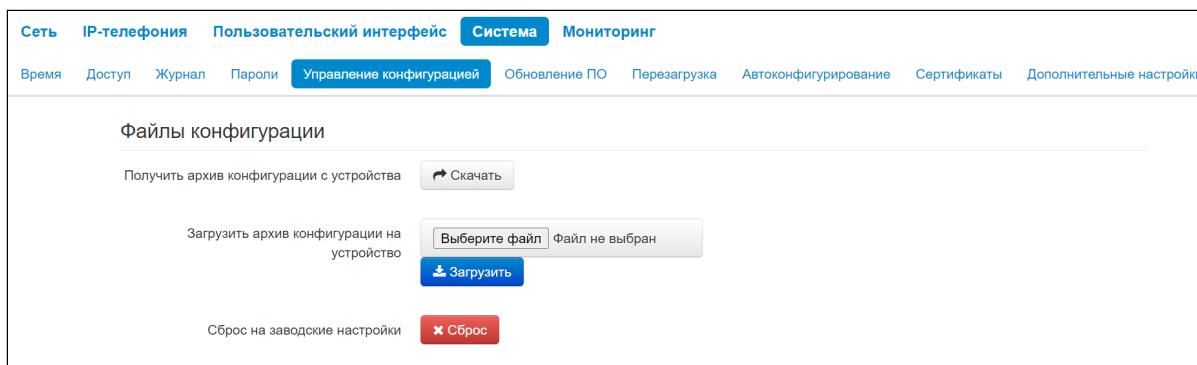 Сеть IP-телефония Пользовательский интерфейс Система Мониторинг
Время Доступ Журнал Пароли Управление конфигурацией Обновление ПО Перезагрузка Автоконфигурирование Сертификаты Дополнительные настройки
Файлы конфигурации
Получить архив конфигурации с устройства Скачать
Загрузить архив конфигурации на
устройство
Выберите файл Файл не выбран
Загрузить
Сброс на заводские настройки Сброс